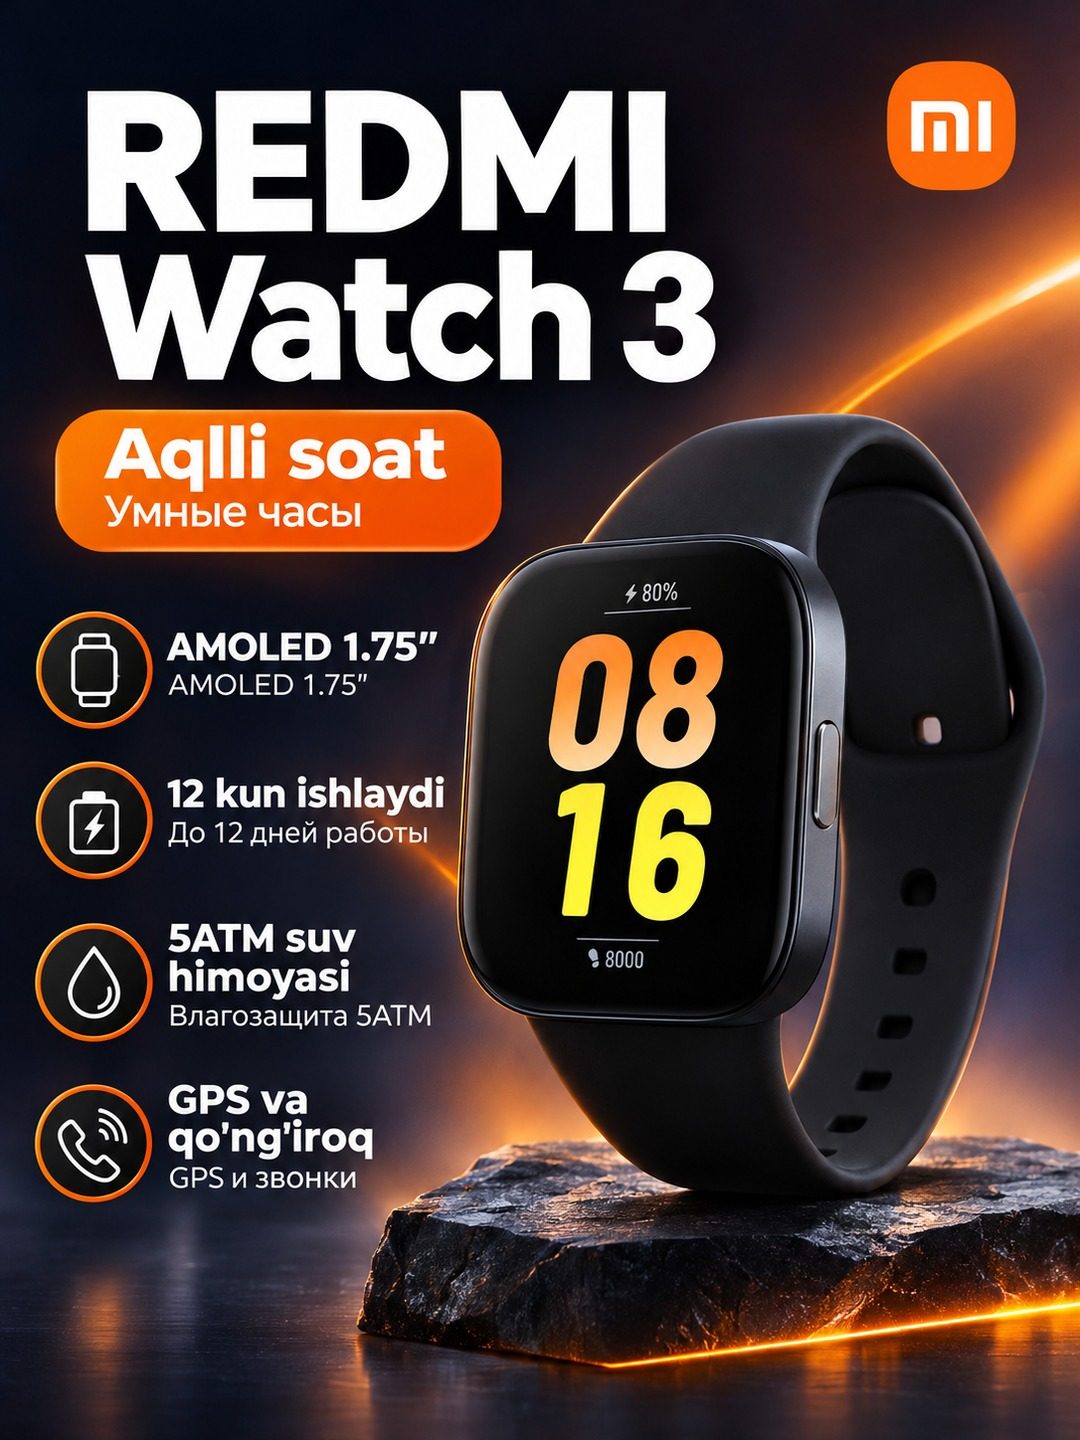 REDMI
Watch 3
mi
Aqlli soat
Умные часы
AMOLED 1.75″
AMOLED 1.75″
12 kun ishlaydi
До 12 дней работы
5ATM suv
himoyasi
Влагозащита 5ATM
GPS va
qo'ng'iroq
GPS и звонки
80%
08
16
8000